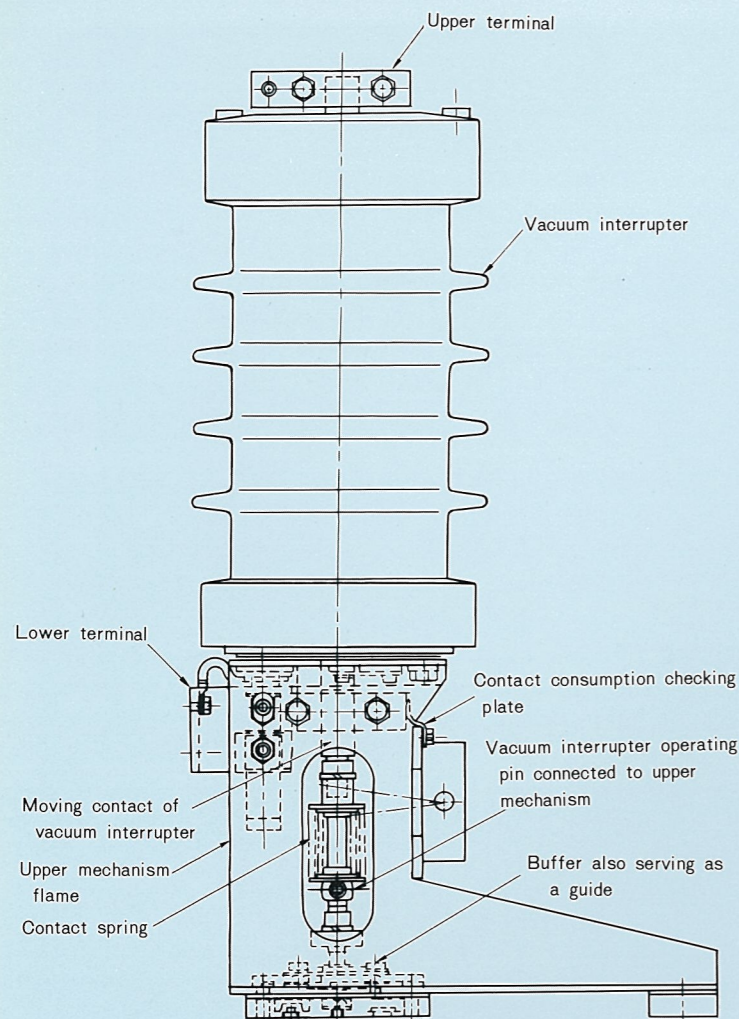 Upper terminal
Vacuum interrupter
Lower terminal
Contact consumption checking
plate
Vacuum interrupter operating
pin connected to upper
mechanism
Moving contact of
vacuum interrupter
Upper mechanism
flame
Buffer also serving as
a guide
Contact spring